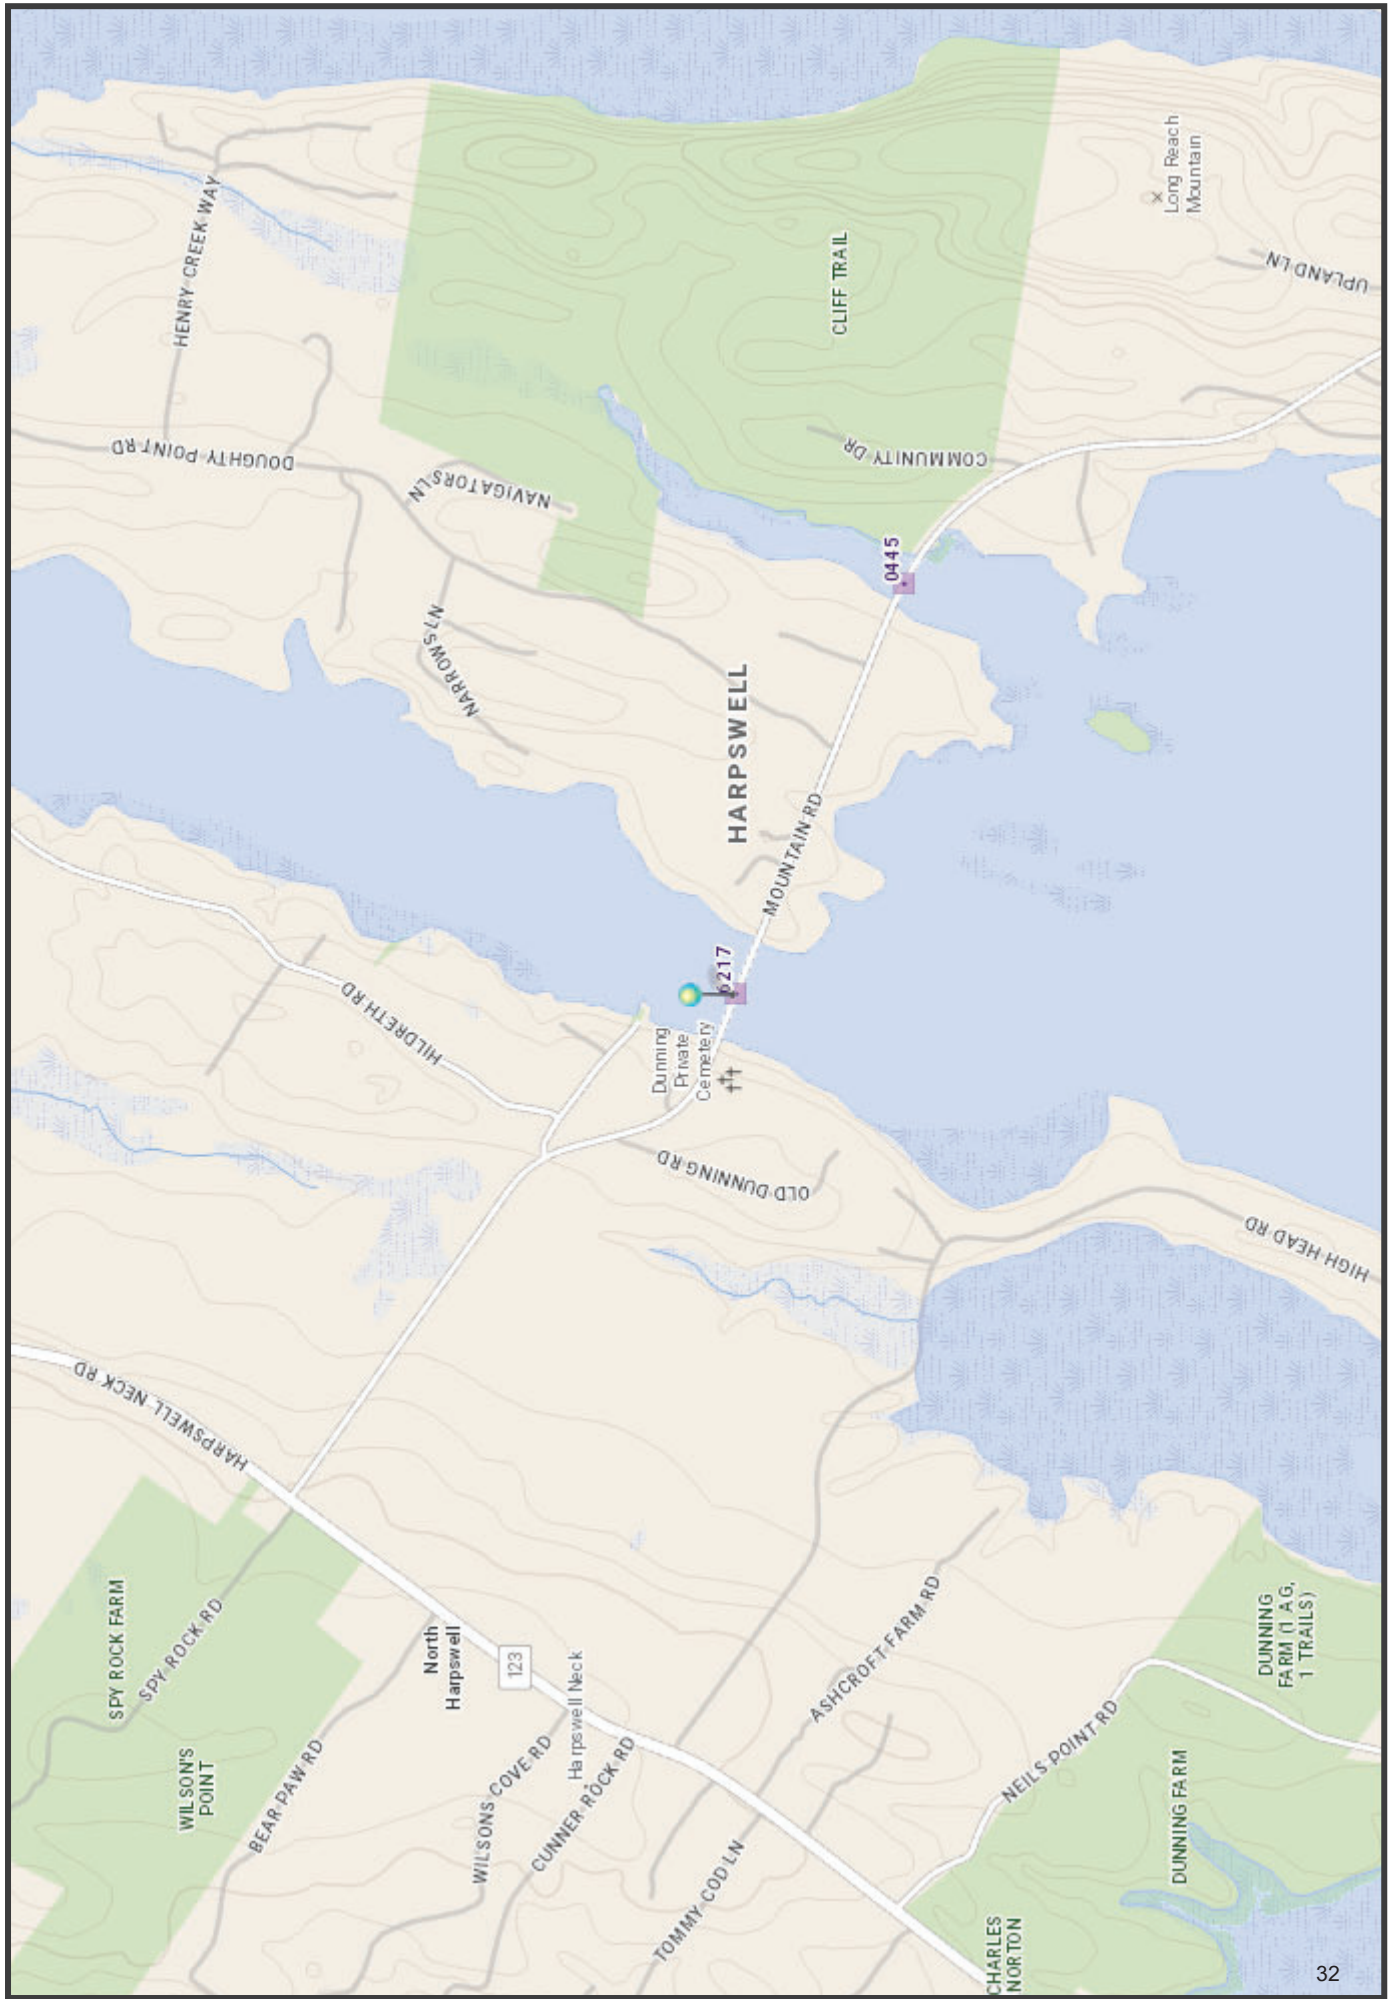 HENRY CREEK WAY
DOUGHTY POINT RD
NAVIGATORS LN
NARROWS LN
CLIFF TRAIL
COMMUNITY DR
Long Reach
Mountain
UPLAND LN
0445
HARPSWELL
MOUNTAIN RD
6217
Dunning
Private
Cemetery
HILDRETH RD
OLD DUNNING RD
HIGH HEAD RD
HARPSWELL NECK RD
SPY ROCK FARM
SPY ROCK RD
WILSON'S
POINT
BEAR PAW RD
North
Harpswell
123
Harpswell Neck
WILSONS COVE RD
CUNNER ROCK RD
TOMMY COD LN
ASHCROFT FARM RD
NEILS POINT RD
DUNNING
FARM (1 AG,
1 TRAILS)
DUNNING FARM
CHARLES
NORTON
32